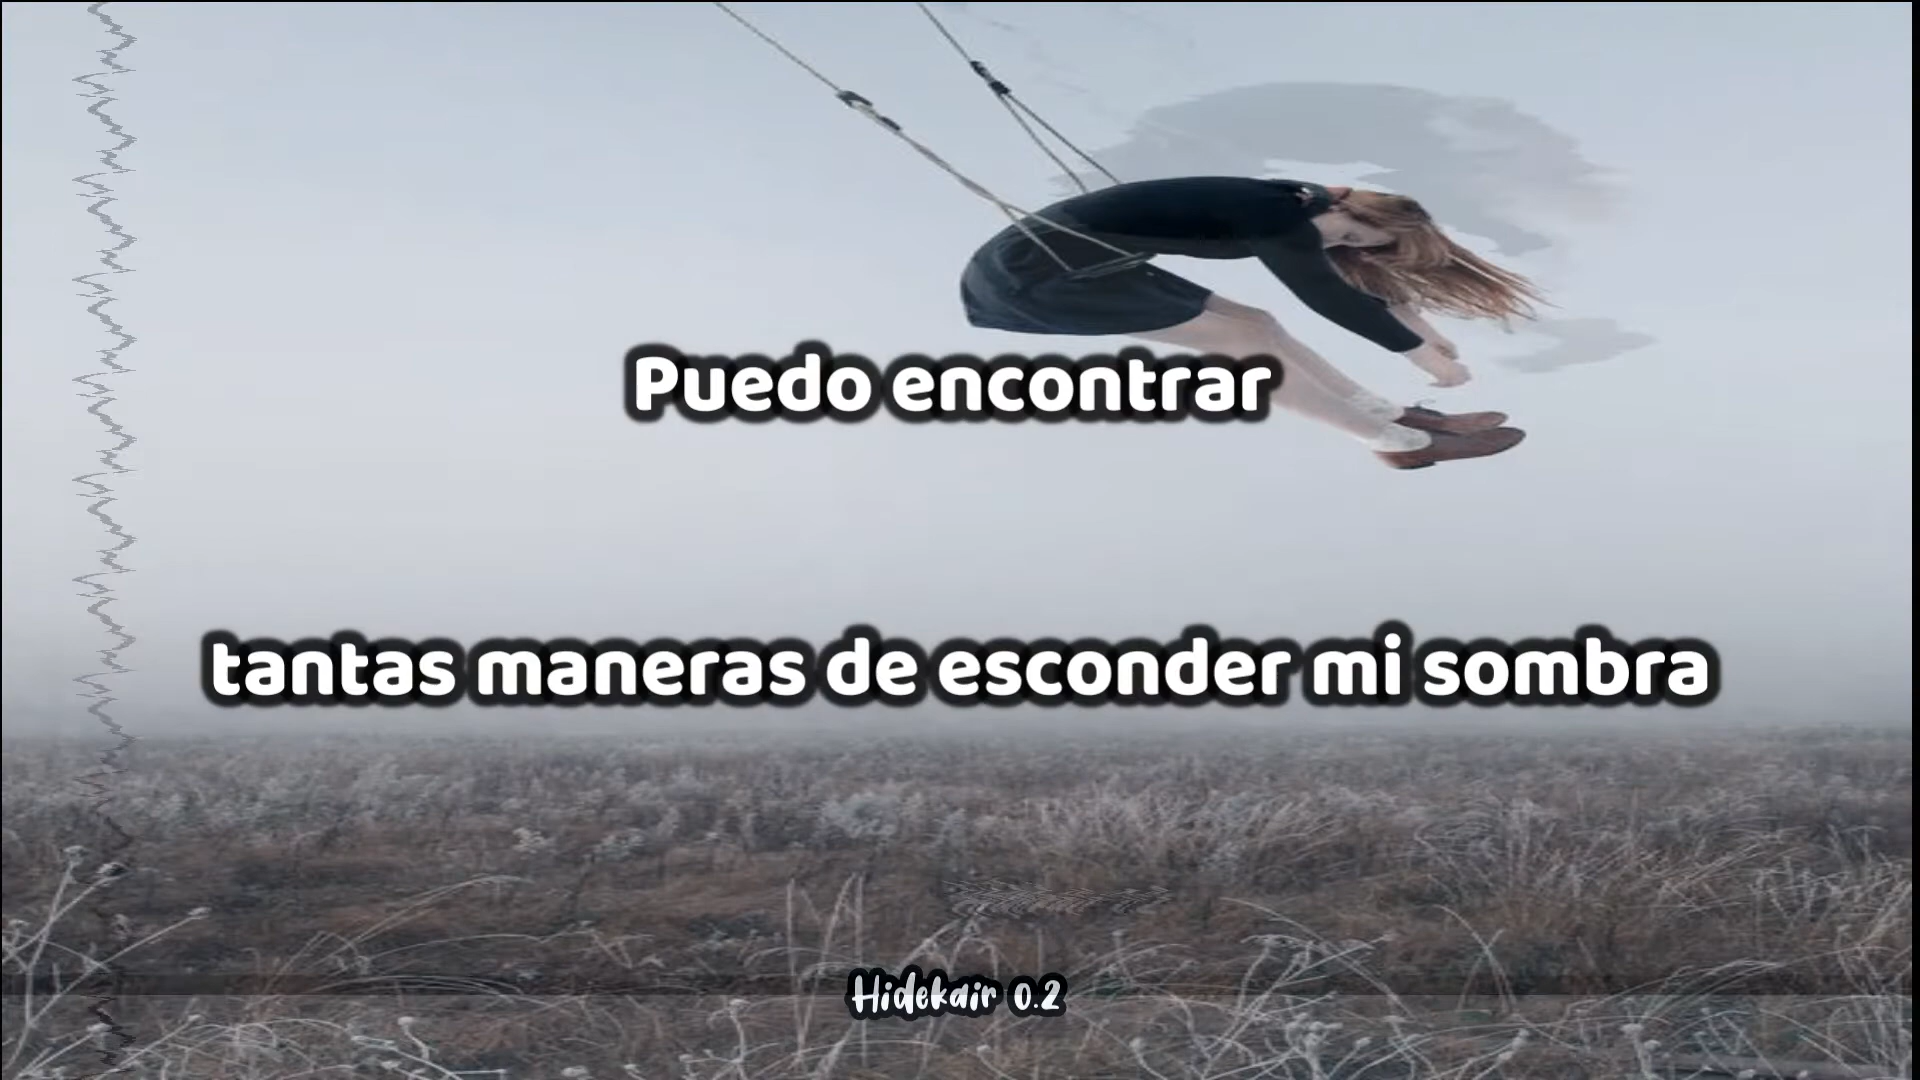 Puedo encontrar
tantas maneras de esconder mi sombra
Hidekair 0.2